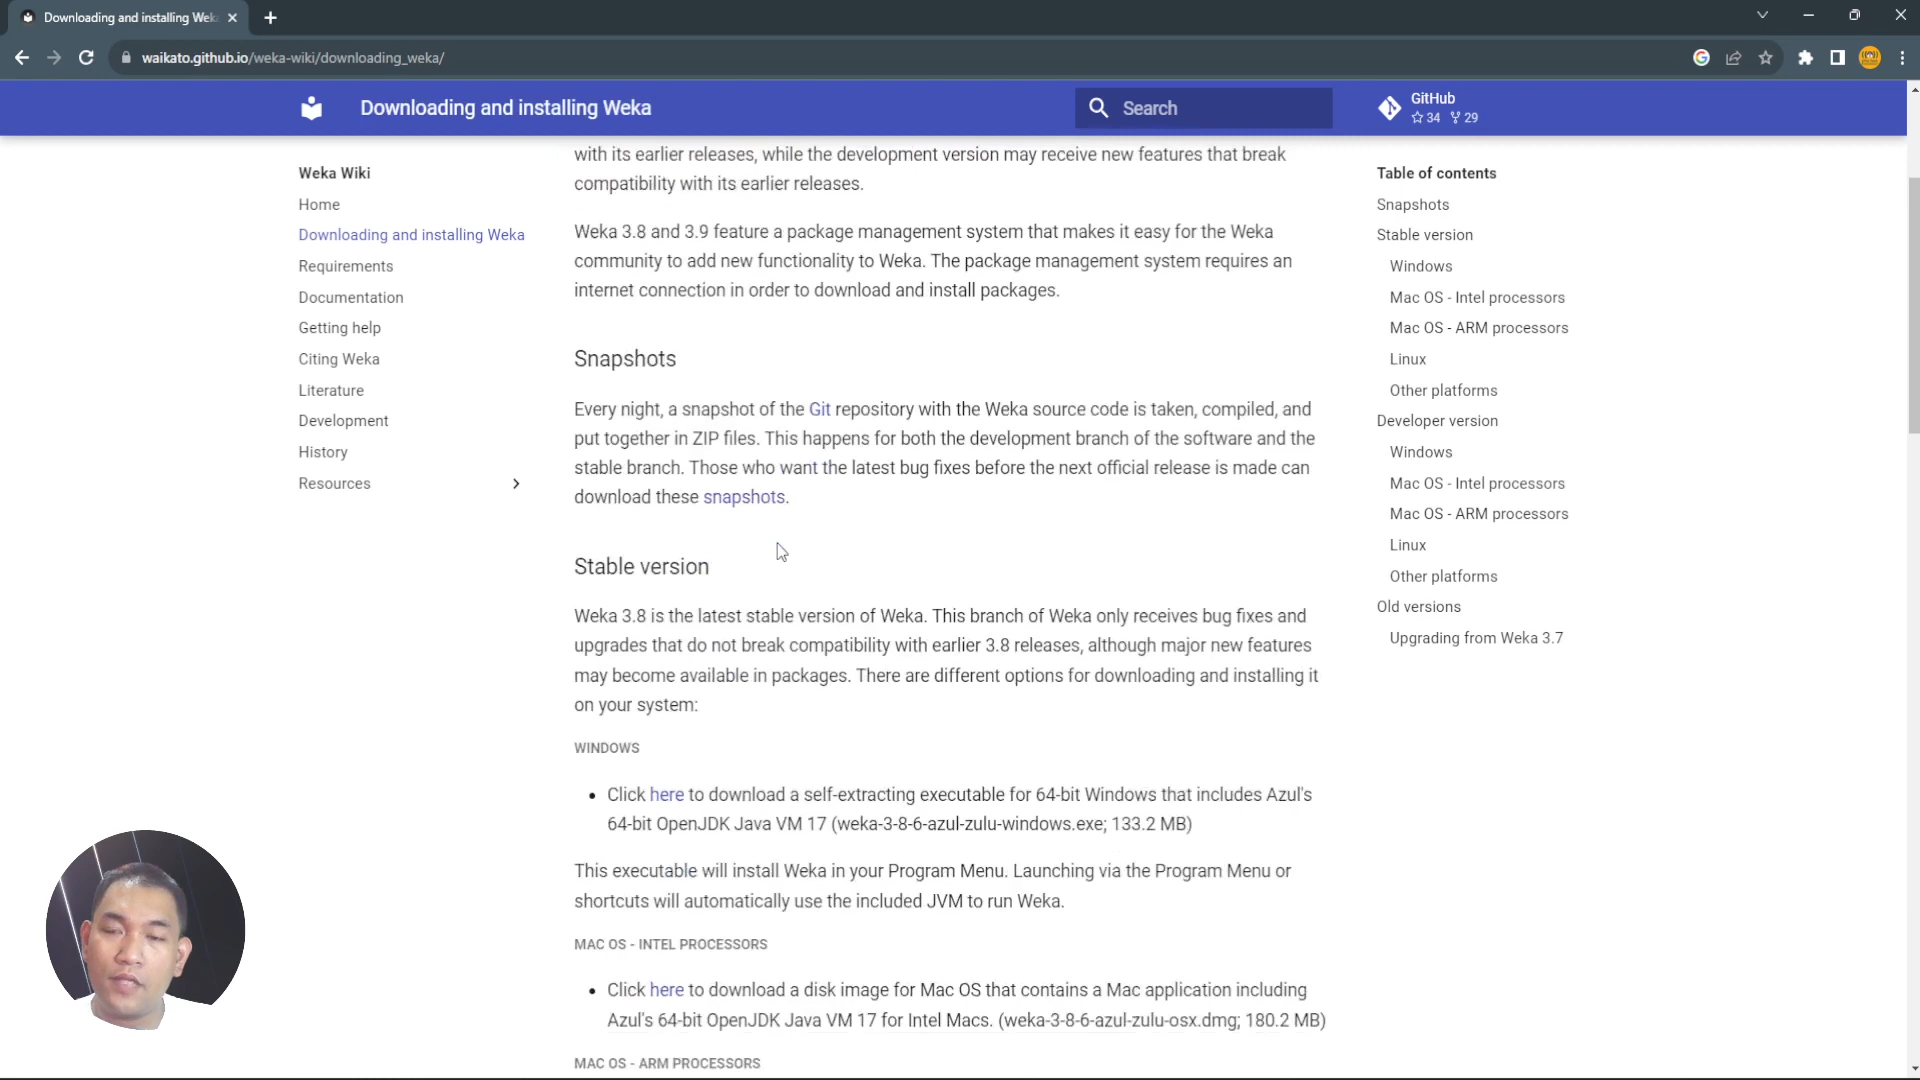 Downloading and installing Weka
waikato.github.io/weka-wiki/downloading_weka/
Downloading and installing Weka
Search
GitHub
34 29
Weka Wiki
Home
Downloading and installing Weka
Requirements
Documentation
Getting help
Citing Weka
Literature
Development
History
Resources
with its earlier releases, while the development version may receive new features that break
compatibility with its earlier releases.
Weka 3.8 and 3.9 feature a package management system that makes it easy for the Weka
community to add new functionality to Weka. The package management system requires an
internet connection in order to download and install packages.
Snapshots
Every night, a snapshot of the Git repository with the Weka source code is taken, compiled, and
put together in ZIP files. This happens for both the development branch of the software and the
stable branch. Those who want the latest bug fixes before the next official release is made can
download these snapshots.
Stable version
Weka 3.8 is the latest stable version of Weka. This branch of Weka only receives bug fixes and
upgrades that do not break compatibility with earlier 3.8 releases, although major new features
may become available in packages. There are different options for downloading and installing it
on your system:
WINDOWS
• Click here to download a self-extracting executable for 64-bit Windows that includes Azul's
64-bit OpenJDK Java VM 17 (weka-3-8-6-azul-zulu-windows.exe; 133.2 MB)
This executable will install Weka in your Program Menu. Launching via the Program Menu or
shortcuts will automatically use the included JVM to run Weka.
MAC OS - INTEL PROCESSORS
• Click here to download a disk image for Mac OS that contains a Mac application including
Azul's 64-bit OpenJDK Java VM 17 for Intel Macs. (weka-3-8-6-azul-zulu-osx.dmg; 180.2 MB)
MAC OS - ARM PROCESSORS
Table of contents
Snapshots
Stable version
Windows
Mac OS - Intel processors
Mac OS - ARM processors
Linux
Other platforms
Developer version
Windows
Mac OS - Intel processors
Mac OS - ARM processors
Linux
Other platforms
Old versions
Upgrading from Weka 3.7